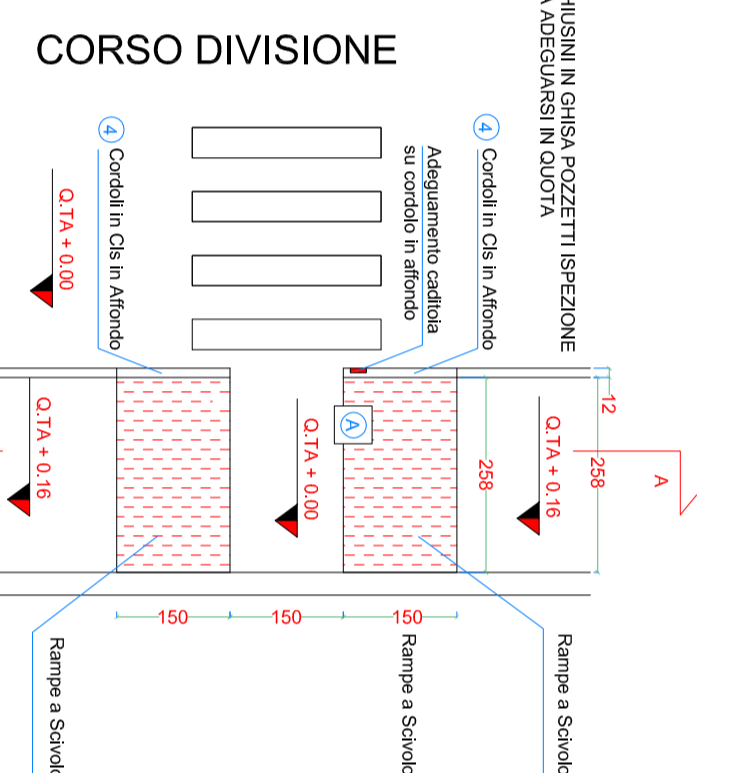 CORSO DIVISIONE
HIUSINI IN GHISA POZZETTI ISPEZIONE
A ADEGUARSI IN QUOTA
4 Cordoli in Cls in Affondo
Adeguamento caditoia
su cordolo in affondo
4 Cordoli in Cls in Affondo
Q.TA + 0.00
Q.TA + 0.16
Q.TA + 0.00
Q.TA + 0.16
A
A
12
258
258
150
150
150
Rampe a Scivolo
Rampe a Scivolo
Rampe a Scivolo